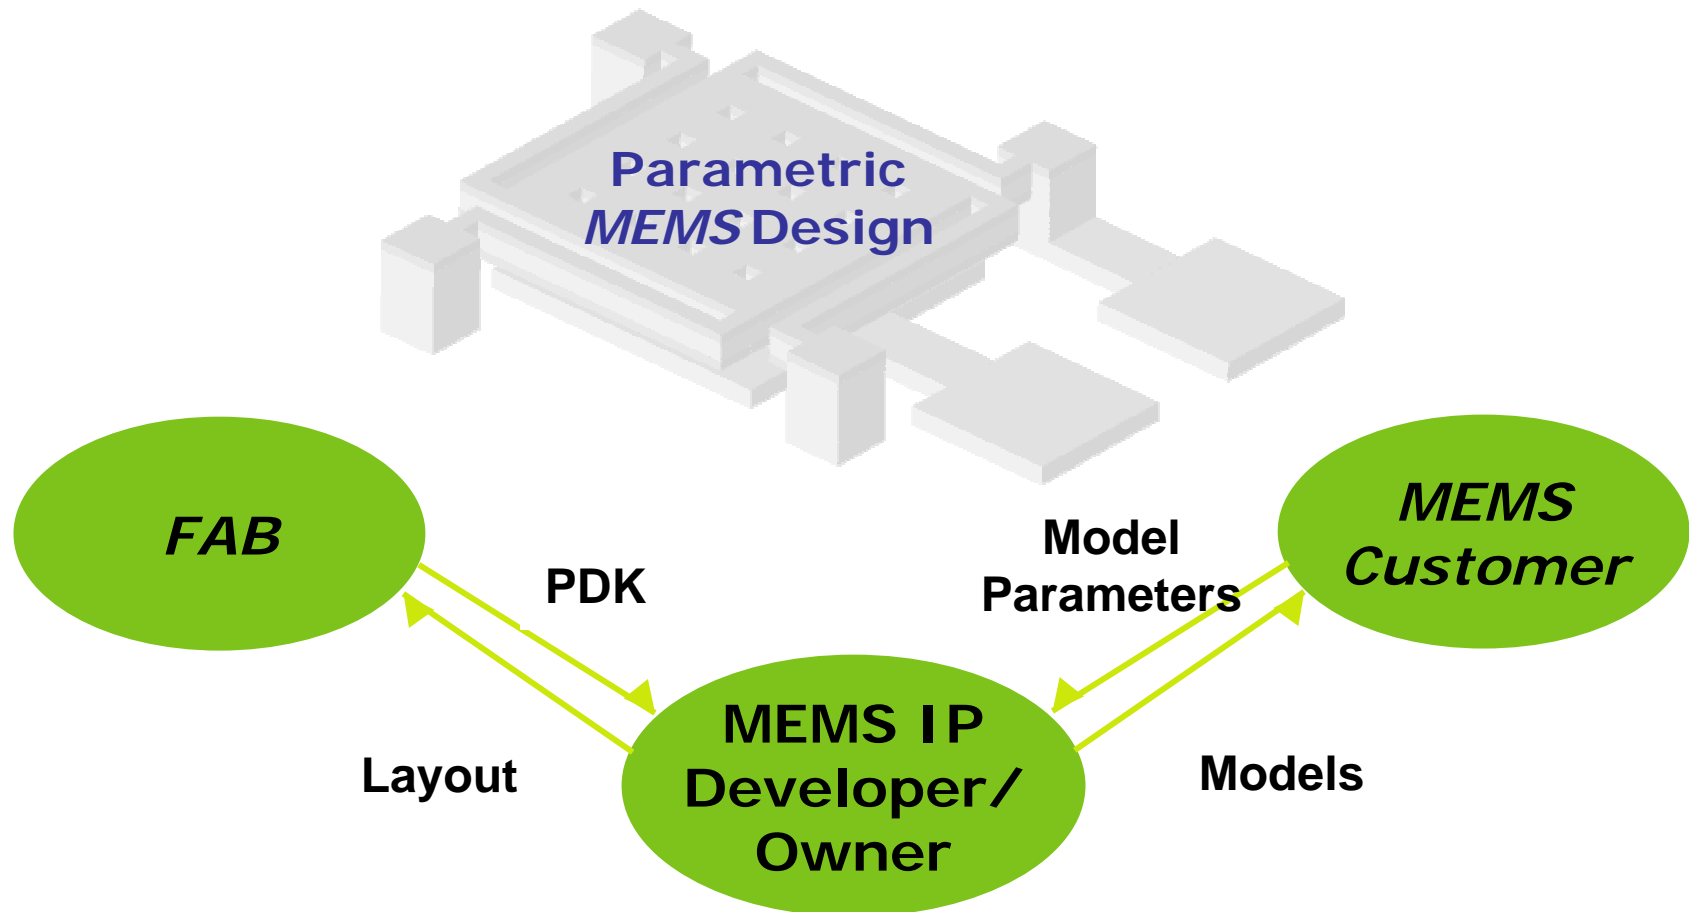 Parametric
MEMS Design
FAB
MEMS
Customer
PDK
Model
Parameters
Layout
Models
MEMS IP
Developer/
Owner